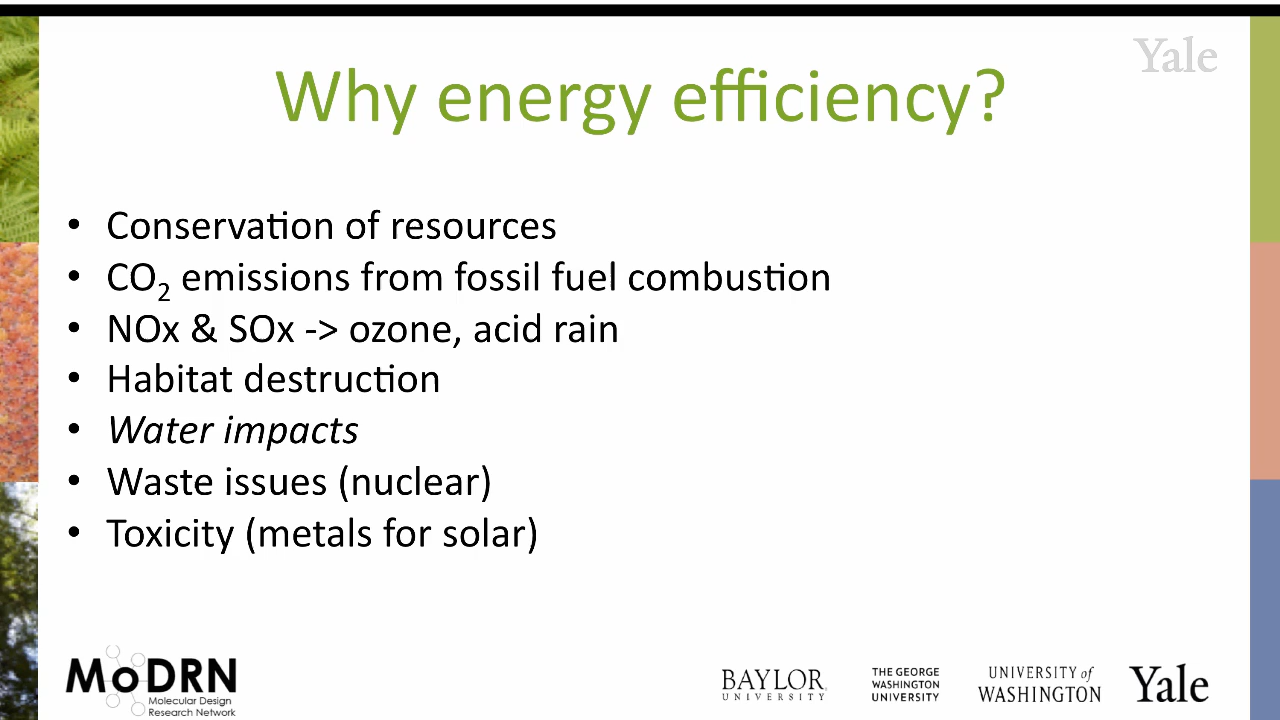 Yale
Why energy efficiency?
• Conservation of resources
• CO₂ emissions from fossil fuel combustion
• NOx & SOx -> ozone, acid rain
• Habitat destruction
• Water impacts
• Waste issues (nuclear)
• Toxicity (metals for solar)
MoDRN
Molecular Design
Research Network
BAYLOR
UNIVERSITY
THE GEORGE
WASHINGTON
UNIVERSITY
UNIVERSITY of
WASHINGTON
Yale